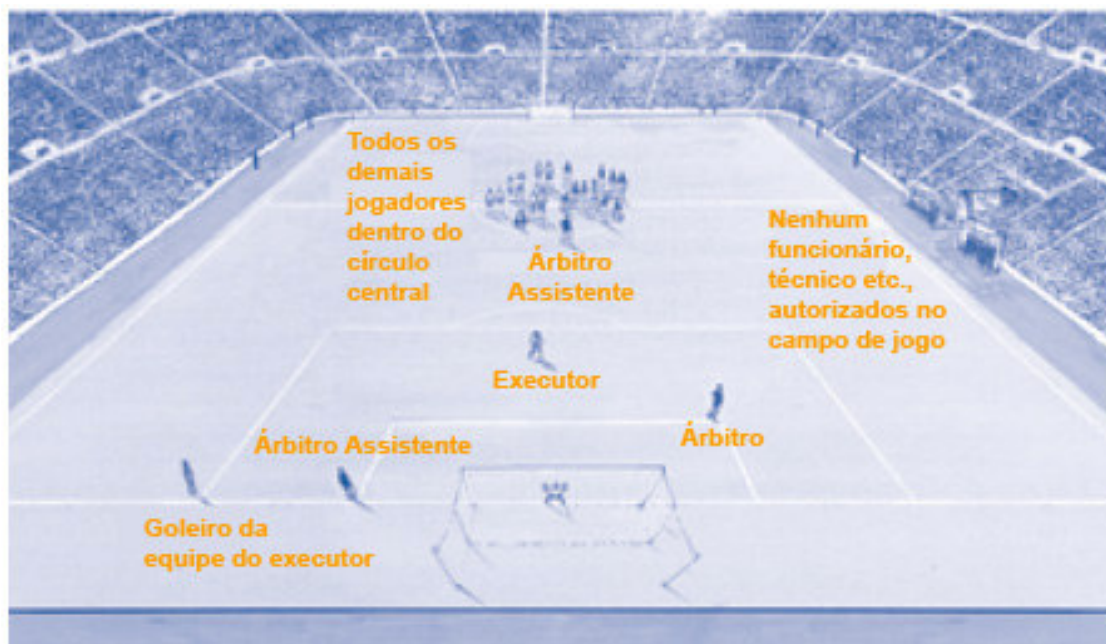 Todos os
demais
jogadores
dentro do
círculo
central
Árbitro
Assistente
Nenhum
funcionário,
técnico etc.,
autorizados no
campo de jogo
Executor
Árbitro
Árbitro Assistente
Goleiro da
equipe do executor